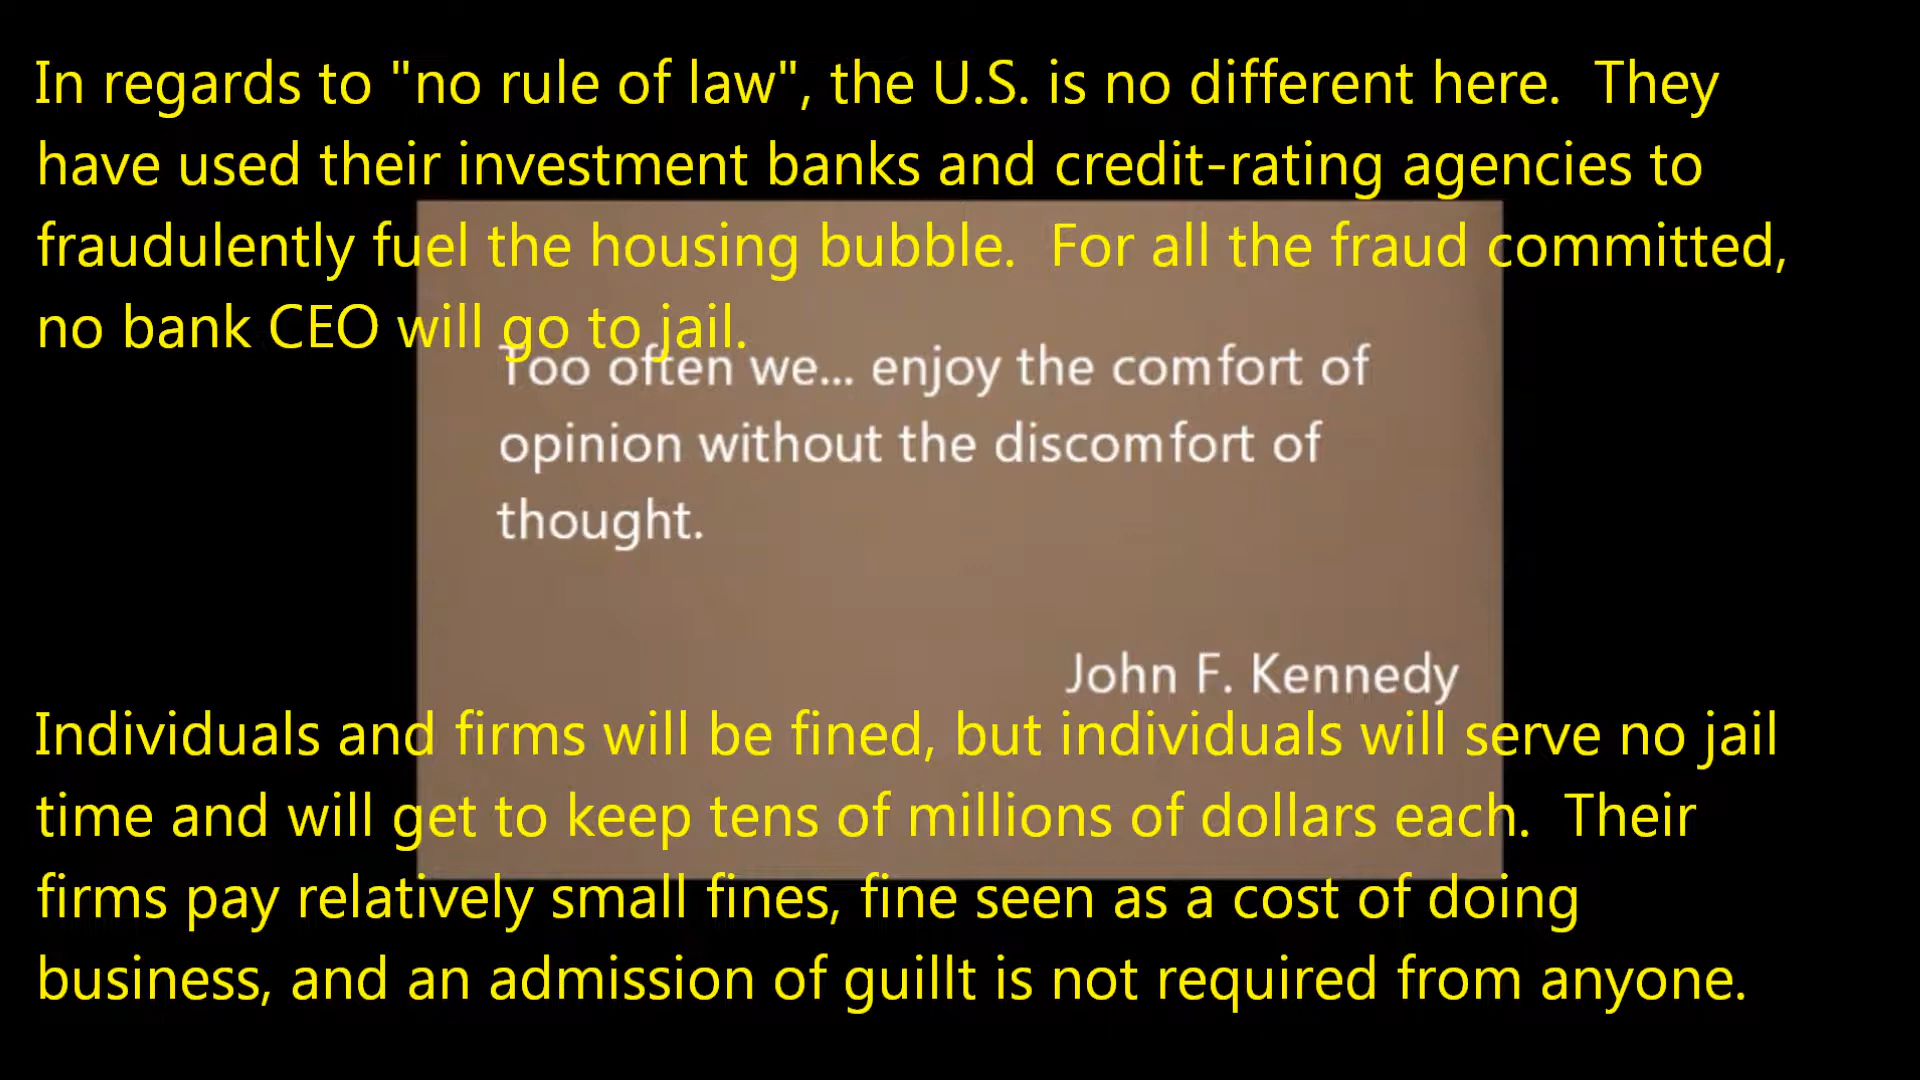 In regards to "no rule of law", the U.S. is no different here.  They
have used their investment banks and credit-rating agencies to
fraudulently fuel the housing bubble.  For all the fraud committed,
no bank CEO will go to jail.
Too often we... enjoy the comfort of
opinion without the discomfort of
thought.
John F. Kennedy
Individuals and firms will be fined, but individuals will serve no jail
time and will get to keep tens of millions of dollars each.  Their
firms pay relatively small fines, fine seen as a cost of doing
business, and an admission of guillt is not required from anyone.